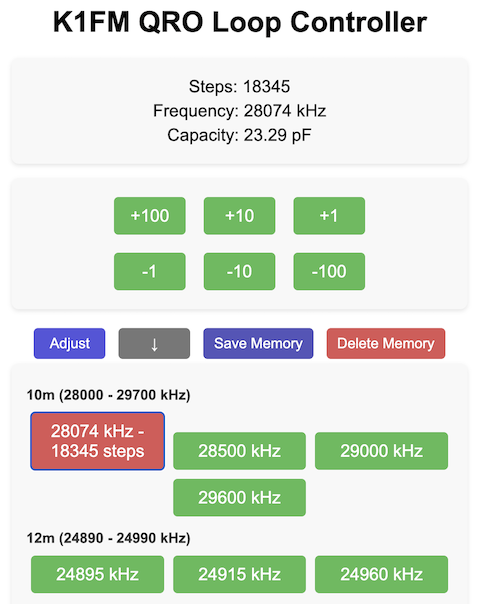 K1FM QRO Loop Controller
Steps: 18345
Frequency: 28074 kHz
Capacity: 23.29 pF
+100 +10 +1
-1 -10 -100
Adjust ↓ Save Memory Delete Memory
10m (28000 - 29700 kHz)
28074 kHz -
18345 steps
28500 kHz 29000 kHz
29600 kHz
12m (24890 - 24990 kHz)
24895 kHz 24915 kHz 24960 kHz